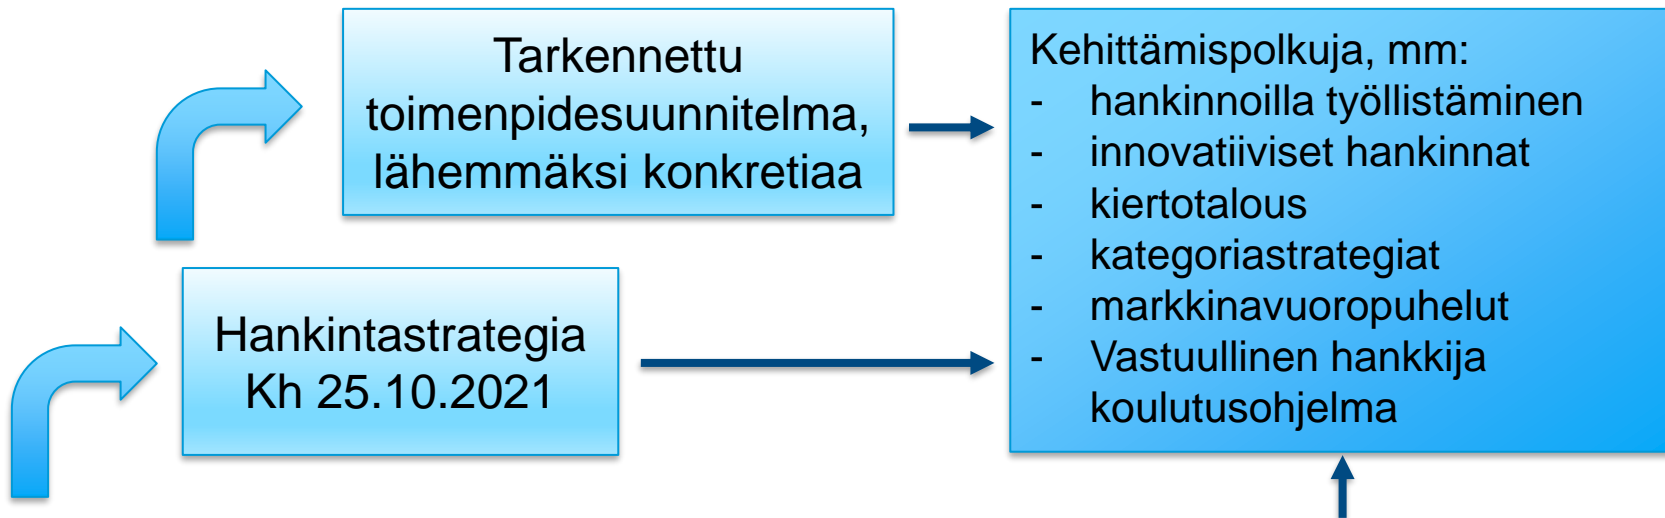 Tarkennettu
toimenpidesuunnitelma,
lähemmäksi konkretiaa
Hankintastrategia
Kh 25.10.2021
Kehittämispolkuja, mm:
- hankinnoilla työllistäminen
- innovatiiviset hankinnat
- kiertotalous
- kategoriastrategiat
- markkinavuoropuhelut
- Vastuullinen hankkija
koulutusohjelma